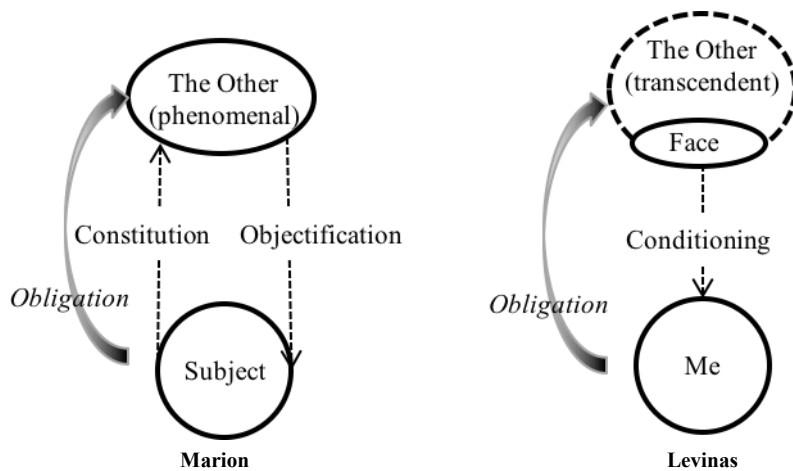 The Other
(phenomenal)
Constitution
Objectification
Obligation
Subject
Marion
The Other
(transcendent)
Face
Conditioning
Obligation
Me
Levinas